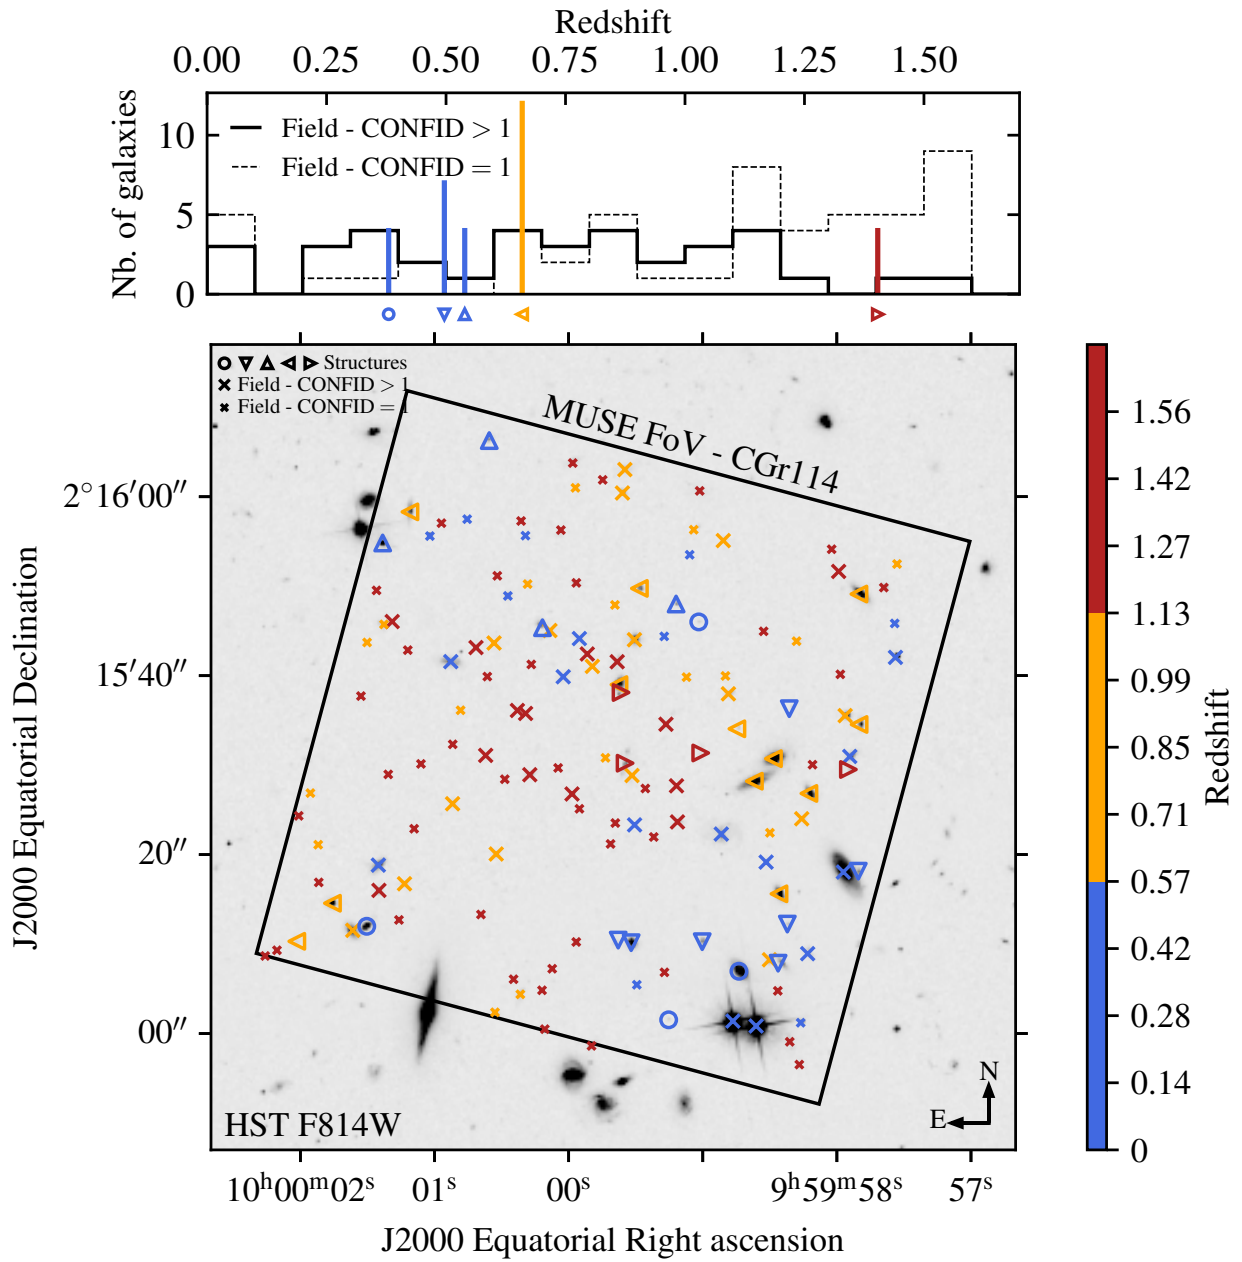 Redshift
0.00 0.25 0.50 0.75 1.00 1.25 1.50
Nb. of galaxies
10
5
0
Field - CONFID > 1
Field - CONFID = 1
Structures
Field - CONFID > 1
Field - CONFID = 1
MUSE FoV - CGr114
2°16′00″
15′40″
20″
00″
J2000 Equatorial Declination
HST F814W
N
E
10ʰ00ᵐ02ˢ 01ˢ 00ˢ 9ʰ59ᵐ58ˢ 57ˢ
J2000 Equatorial Right ascension
1.56
1.42
1.27
1.13
0.99
0.85
0.71
0.57
0.42
0.28
0.14
0
Redshift